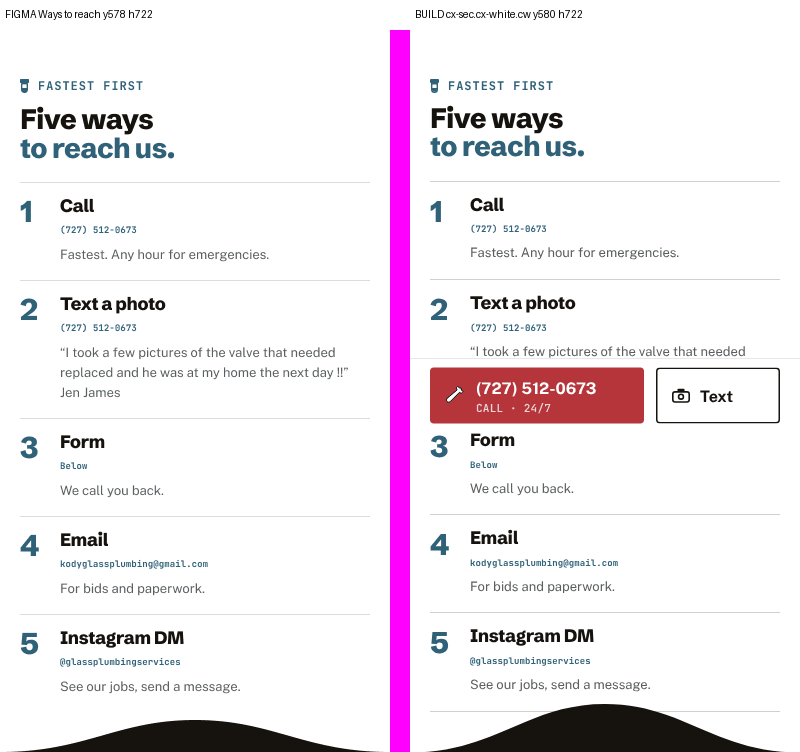 FIGMA Ways to reach y578 h722
FASTEST FIRST
Five ways
to reach us.
1
Call
(727) 512-0673
Fastest. Any hour for emergencies.
2
Text a photo
(727) 512-0673
“I took a few pictures of the valve that needed
replaced and he was at my home the next day !!”
Jen James
3
Form
Below
We call you back.
4
Email
kodyglassplumbing@gmail.com
For bids and paperwork.
5
Instagram DM
@glassplumbingservices
See our jobs, send a message.
BUILD cx-sec.cx-white.cw y580 h722
FASTEST FIRST
Five ways
to reach us.
1
Call
(727) 512-0673
Fastest. Any hour for emergencies.
2
Text a photo
(727) 512-0673
“I took a few pictures of the valve that needed
(727) 512-0673
CALL · 24/7
Text
3
Form
Below
We call you back.
4
Email
kodyglassplumbing@gmail.com
For bids and paperwork.
5
Instagram DM
@glassplumbingservices
See our jobs, send a message.